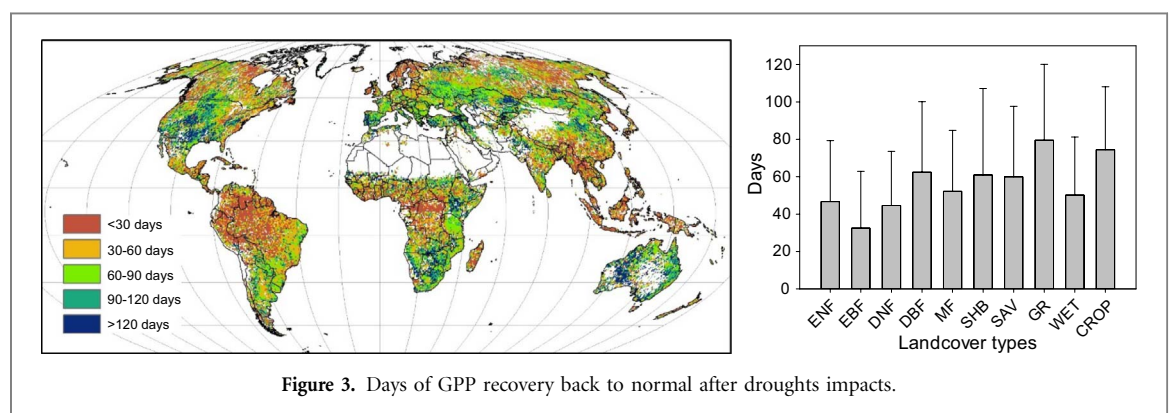 <30 days
30-60 days
60-90 days
90-120 days
>120 days
120
100
80
60
40
20
0
Days
ENF
EBF
DNF
DBF
MF
SHB
SAV
GR
WET
CROP
Landcover types
Figure 3. Days of GPP recovery back to normal after droughts impacts.